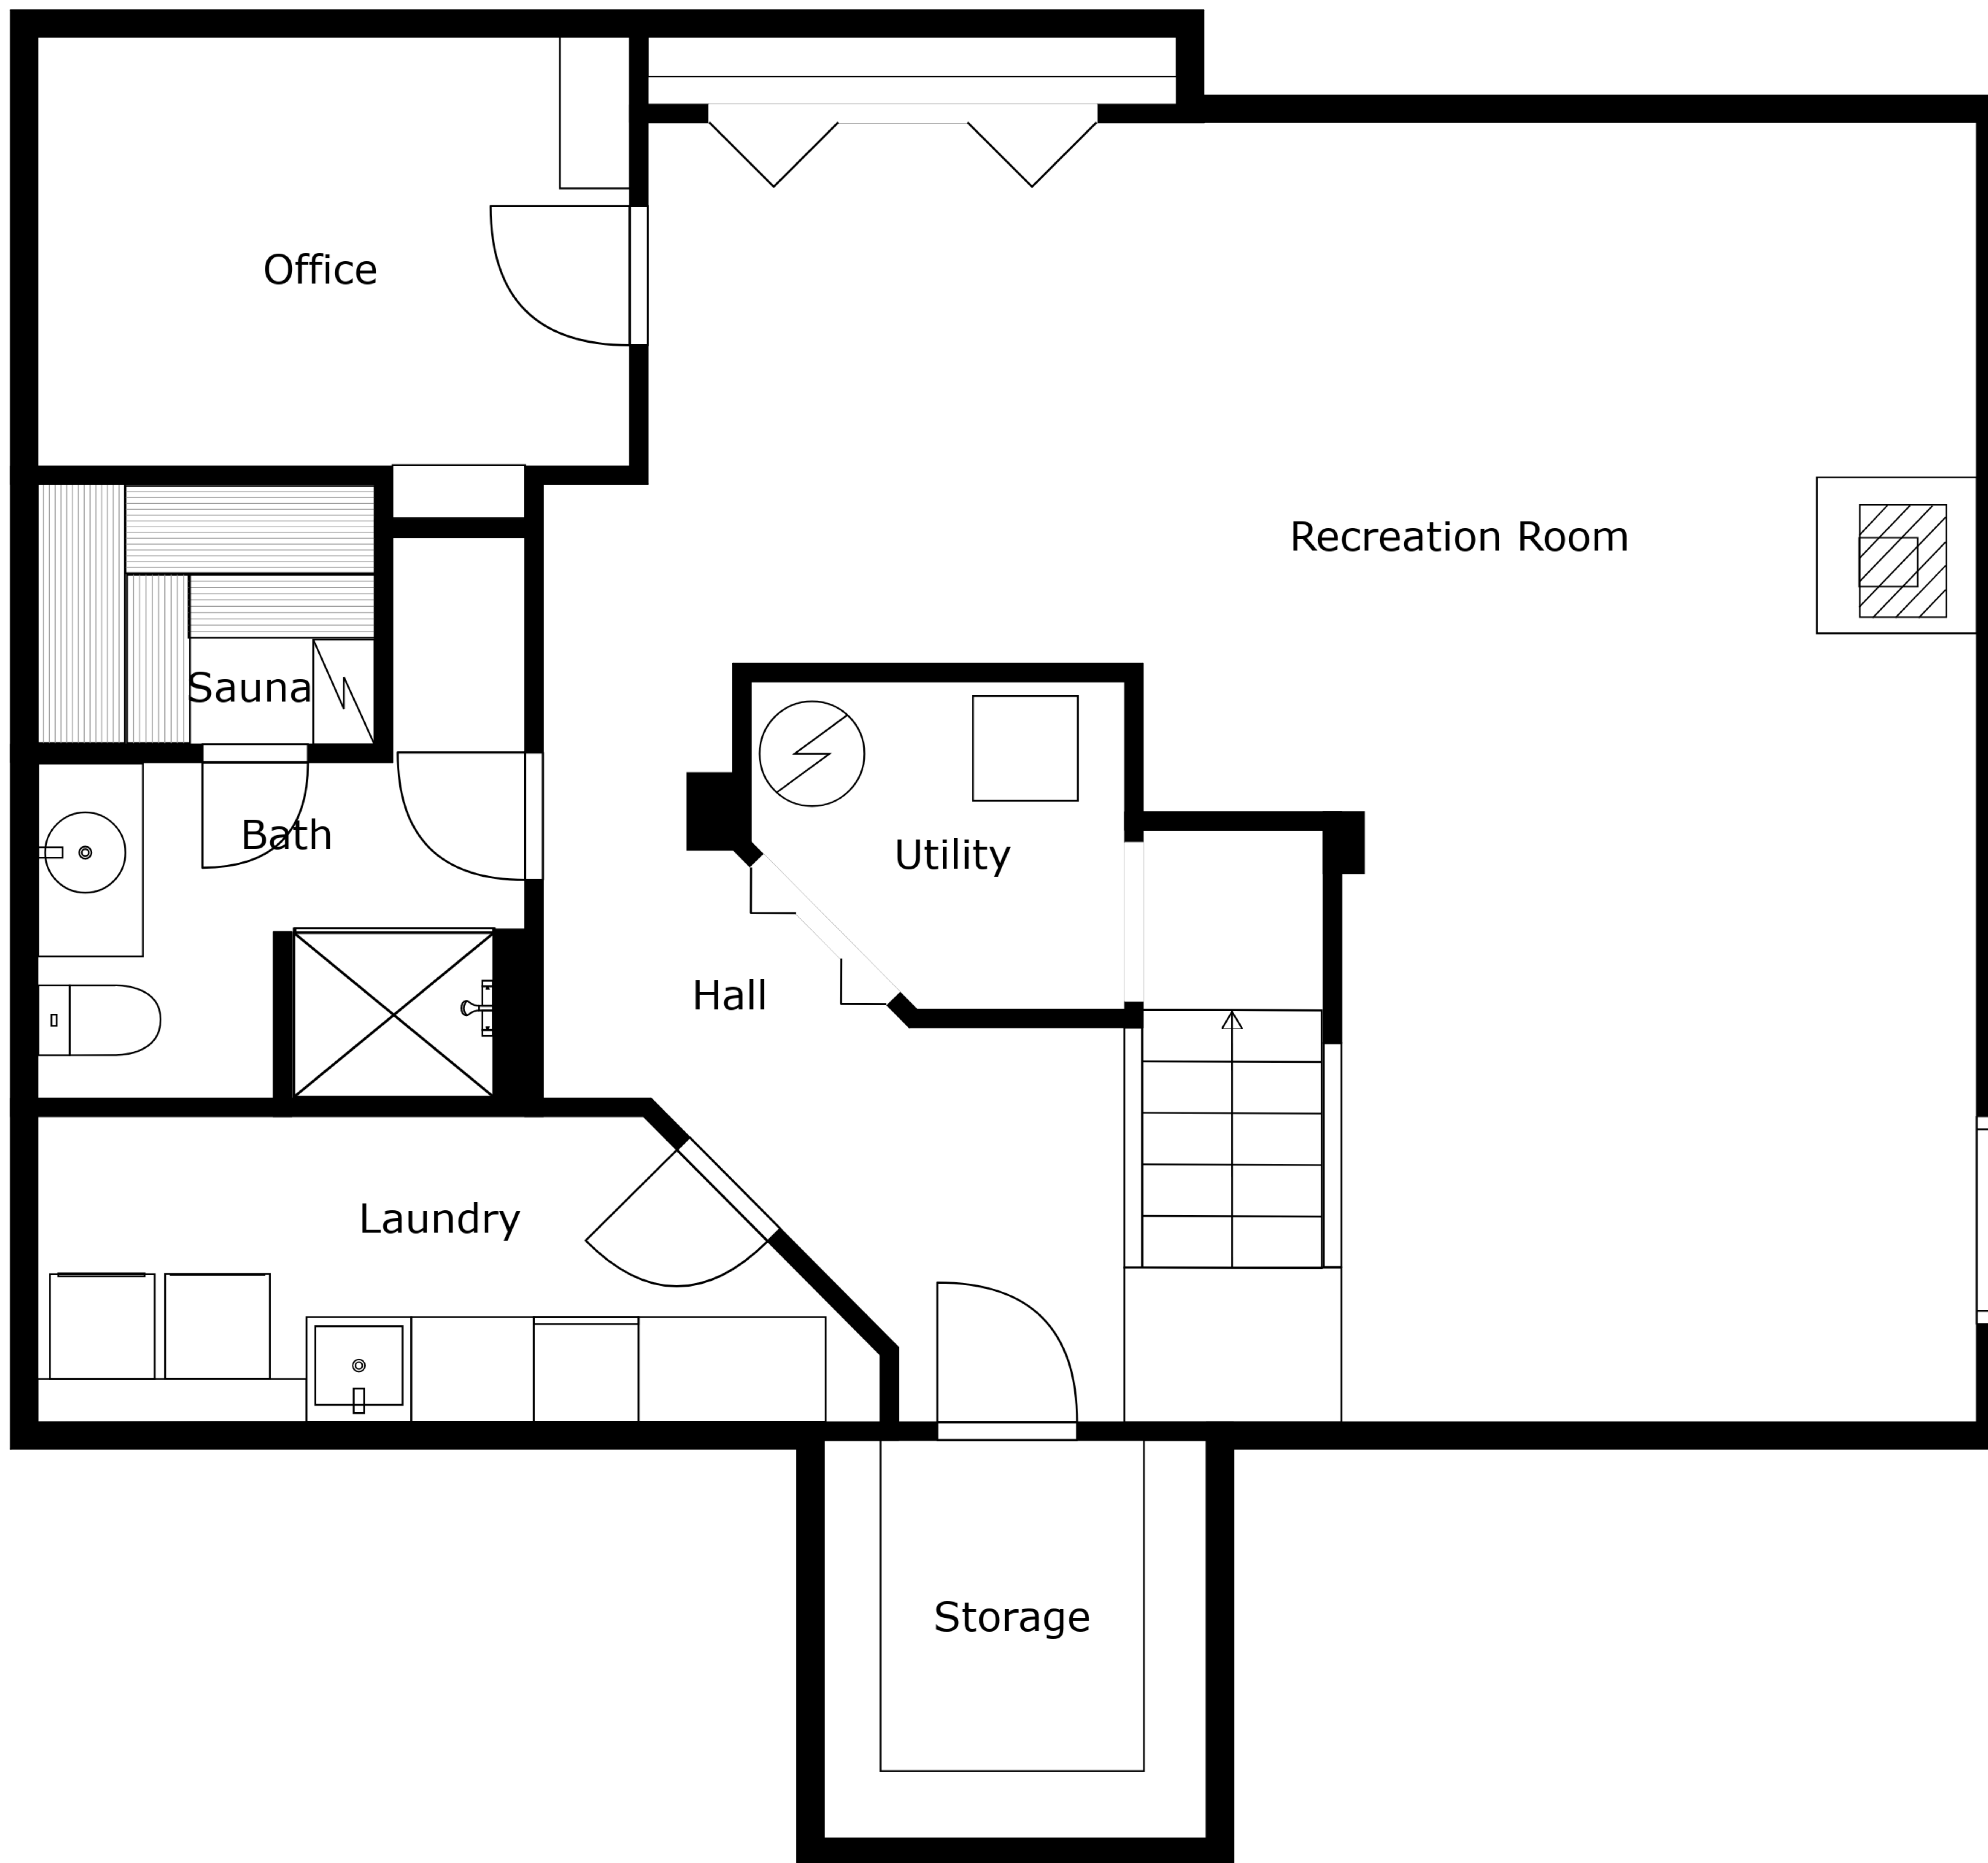 Office
Recreation Room
Sauna
Bath
Utility
Hall
Laundry
Storage